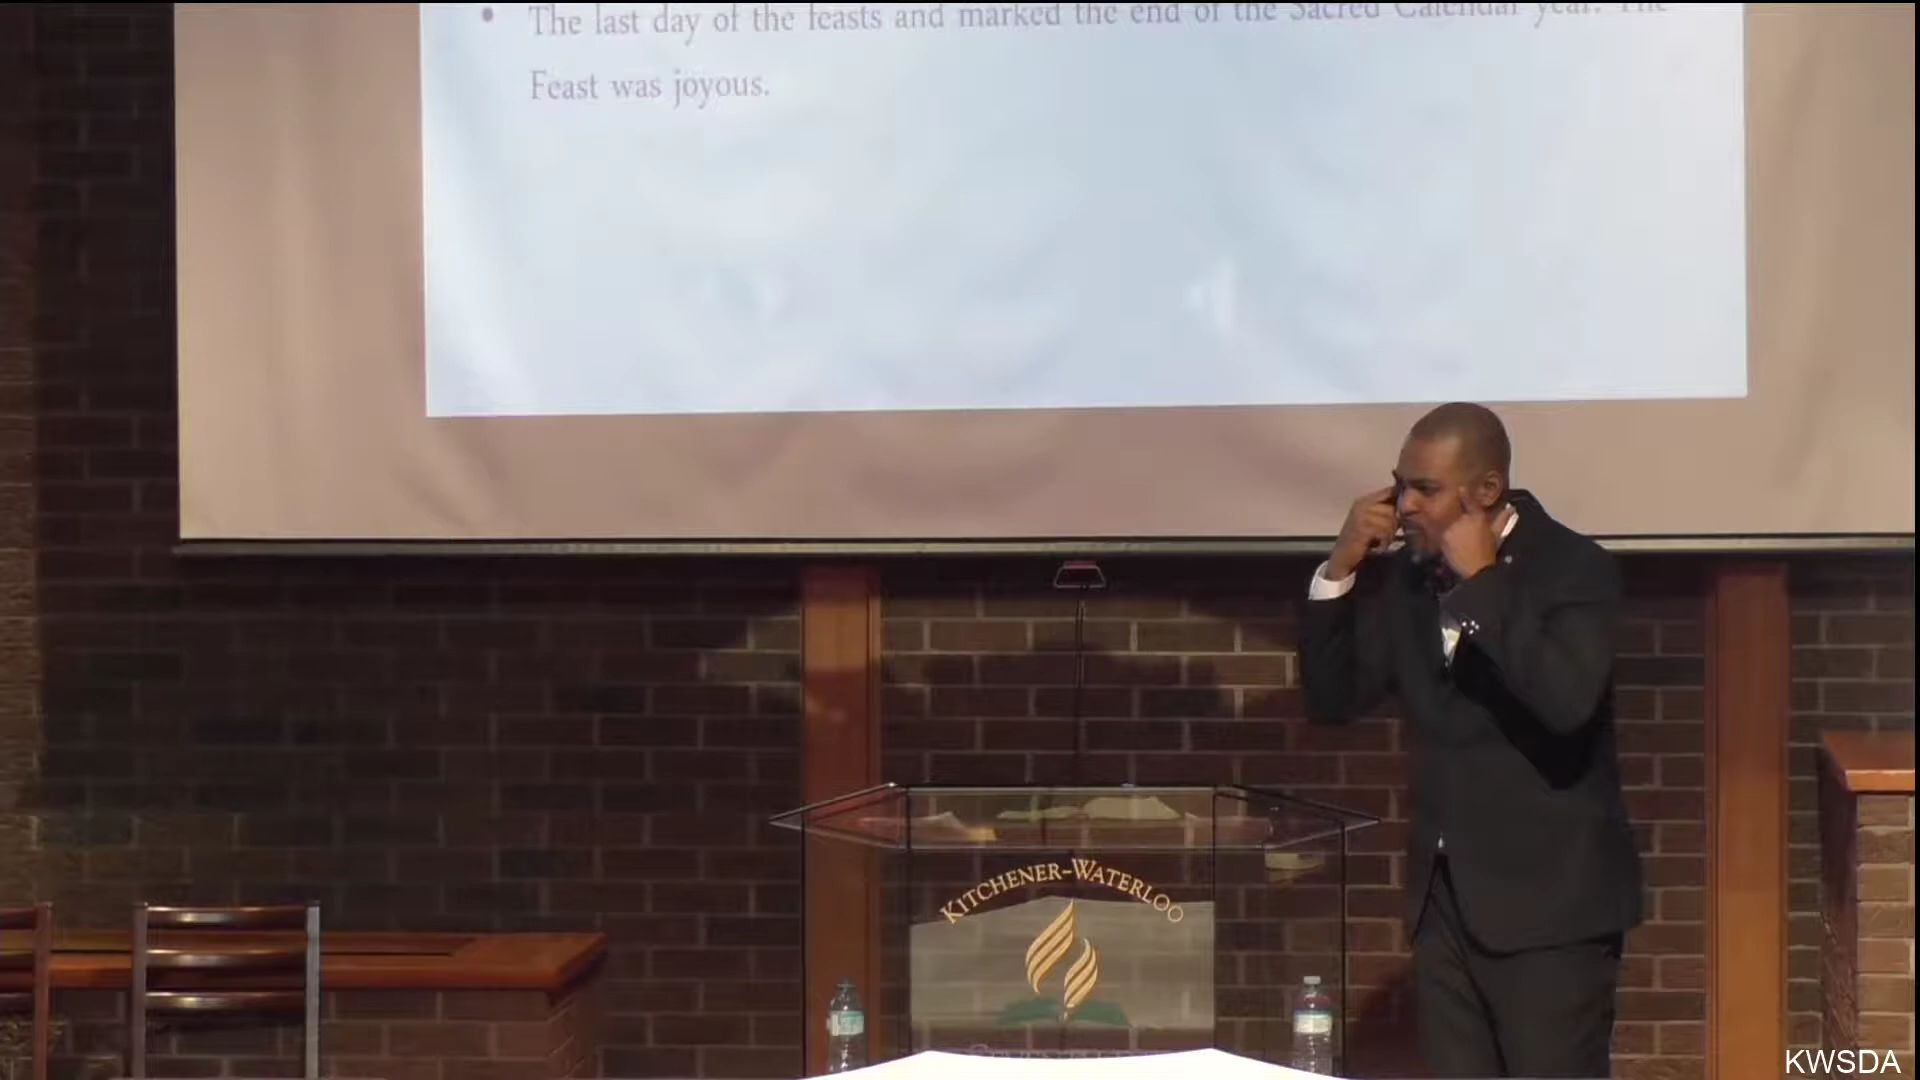 • The last day of the feasts and marked the end of the Sacred Calendar year. The
Feast was joyous.
KITCHENER-WATERLOO
KWSDA